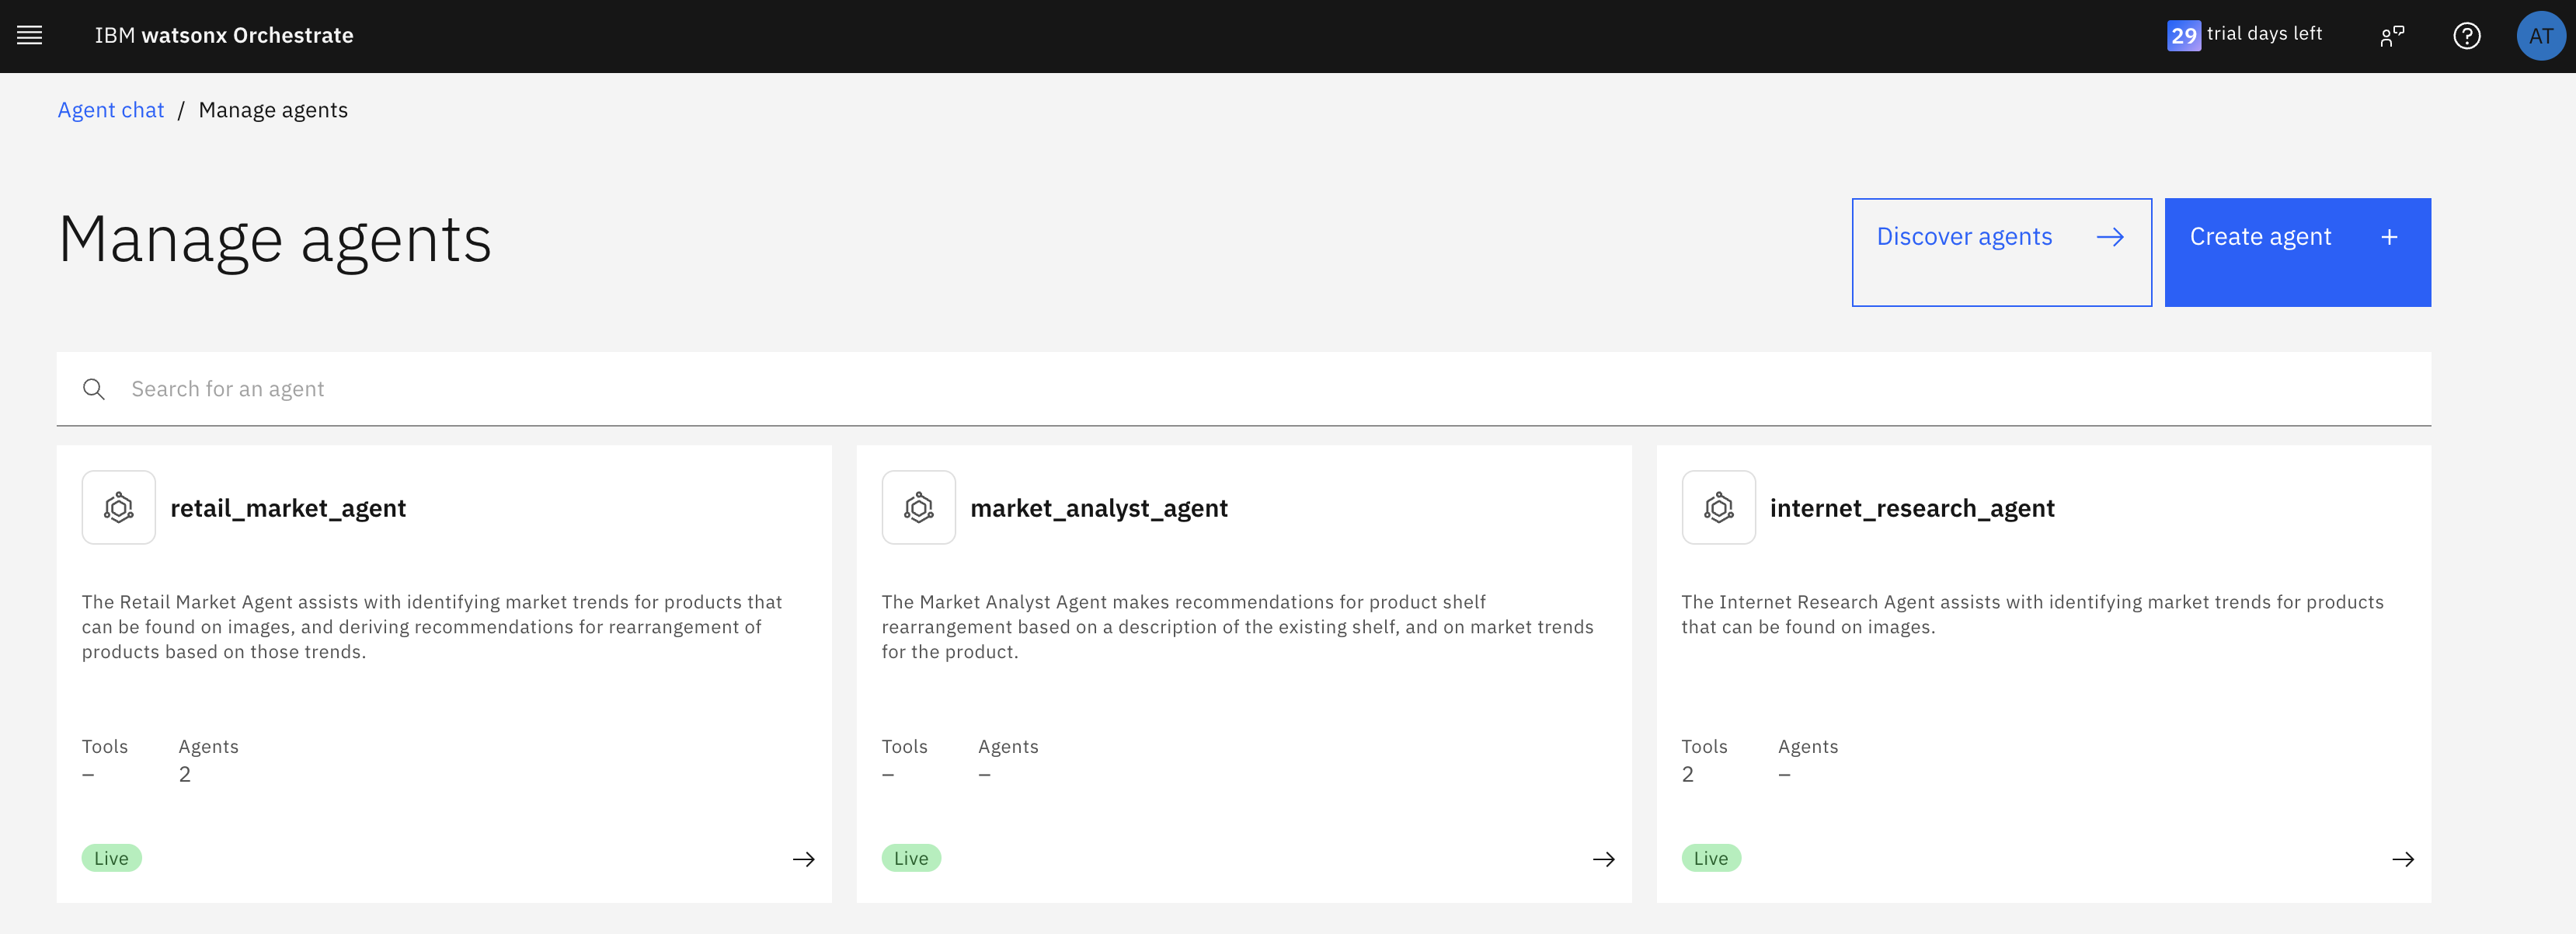 IBM watsonx Orchestrate
29 trial days left
AT
Agent chat / Manage agents
Manage agents
Discover agents
Create agent
Search for an agent
retail_market_agent
The Retail Market Agent assists with identifying market trends for products that
can be found on images, and deriving recommendations for rearrangement of
products based on those trends.
Tools Agents
– 2
Live
market_analyst_agent
The Market Analyst Agent makes recommendations for product shelf
rearrangement based on a description of the existing shelf, and on market trends
for the product.
Tools Agents
– –
Live
internet_research_agent
The Internet Research Agent assists with identifying market trends for products
that can be found on images.
Tools Agents
2 –
Live